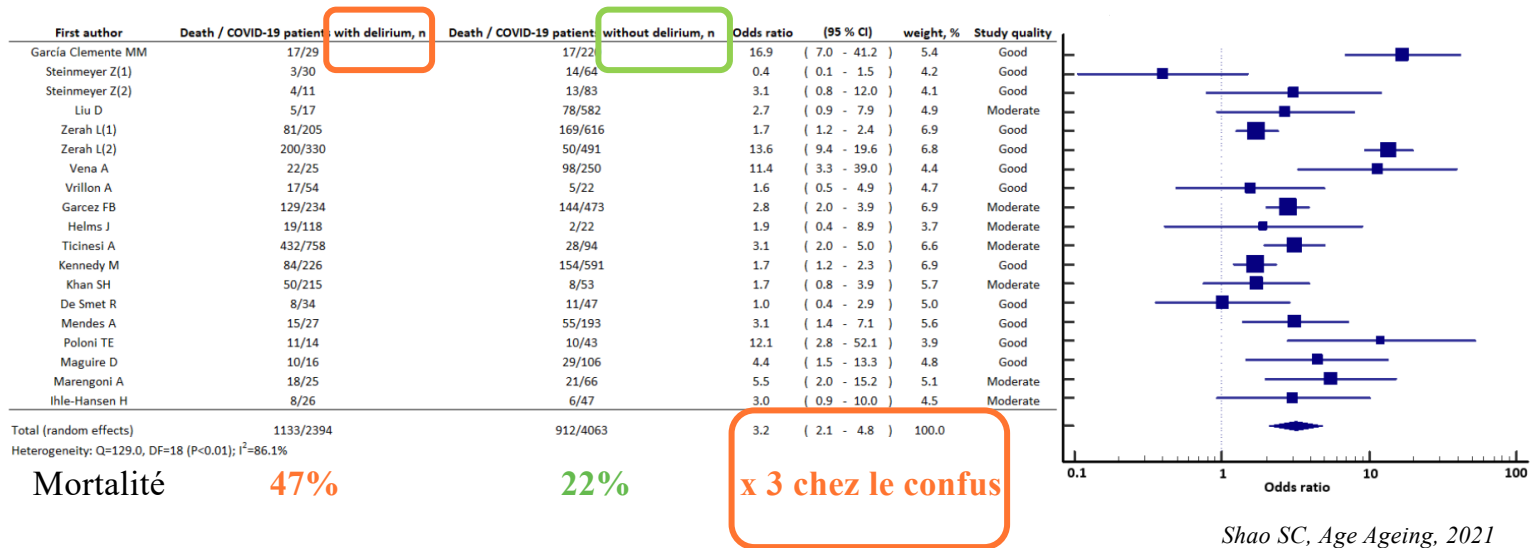 First author Death / COVID-19 patients with delirium, n Death / COVID-19 patients without delirium, n Odds ratio (95 % CI) weight, % Study quality
García Clemente MM 17/29 16.9 ( 7.0 - 41.2 ) 5.4 Good
Steinmeyer Z(1) 3/30 14/64 0.4 ( 0.1 - 1.5 ) 4.2 Good
Steinmeyer Z(2) 4/11 13/83 3.1 ( 0.8 - 12.0 ) 4.1 Good
Liu D 5/17 78/582 2.7 ( 0.9 - 7.9 ) 4.9 Moderate
Zerah L(1) 81/205 169/616 1.7 ( 1.2 - 2.4 ) 6.9 Good
Zerah L(2) 200/330 50/491 13.6 ( 9.4 - 19.6 ) 6.8 Good
Vena A 22/25 98/250 11.4 ( 3.3 - 39.0 ) 4.4 Good
Vrillon A 17/54 5/22 1.6 ( 0.5 - 4.9 ) 4.7 Good
Garcez FB 129/234 144/473 2.8 ( 2.0 - 3.9 ) 6.9 Moderate
Helms J 19/118 2/22 1.9 ( 0.4 - 8.9 ) 3.7 Moderate
Ticinesi A 432/758 28/94 3.1 ( 2.0 - 5.0 ) 6.6 Moderate
Kennedy M 84/226 154/591 1.7 ( 1.2 - 2.3 ) 6.9 Good
Khan SH 50/215 8/53 1.7 ( 0.8 - 3.9 ) 5.7 Moderate
De Smet R 8/34 11/47 1.0 ( 0.4 - 2.9 ) 5.0 Good
Mendes A 15/27 55/193 3.1 ( 1.4 - 7.1 ) 5.6 Good
Poloni TE 11/14 10/43 12.1 ( 2.8 - 52.1 ) 3.9 Good
Maguire D 10/16 29/106 4.4 ( 1.5 - 13.3 ) 4.8 Good
Marengoni A 18/25 21/66 5.5 ( 2.0 - 15.2 ) 5.1 Moderate
Ihle-Hansen H 8/26 6/47 3.0 ( 0.9 - 10.0 ) 4.5 Moderate
Total (random effects) 1133/2394 912/4063 3.2 ( 2.1 - 4.8 ) 100.0
Heterogeneity: Q=129.0, DF=18 (P<0.01); I²=86.1%
Mortalité 47% 22% x 3 chez le confus
0.1 1 10 100
Odds ratio
Shao SC, Age Ageing, 2021